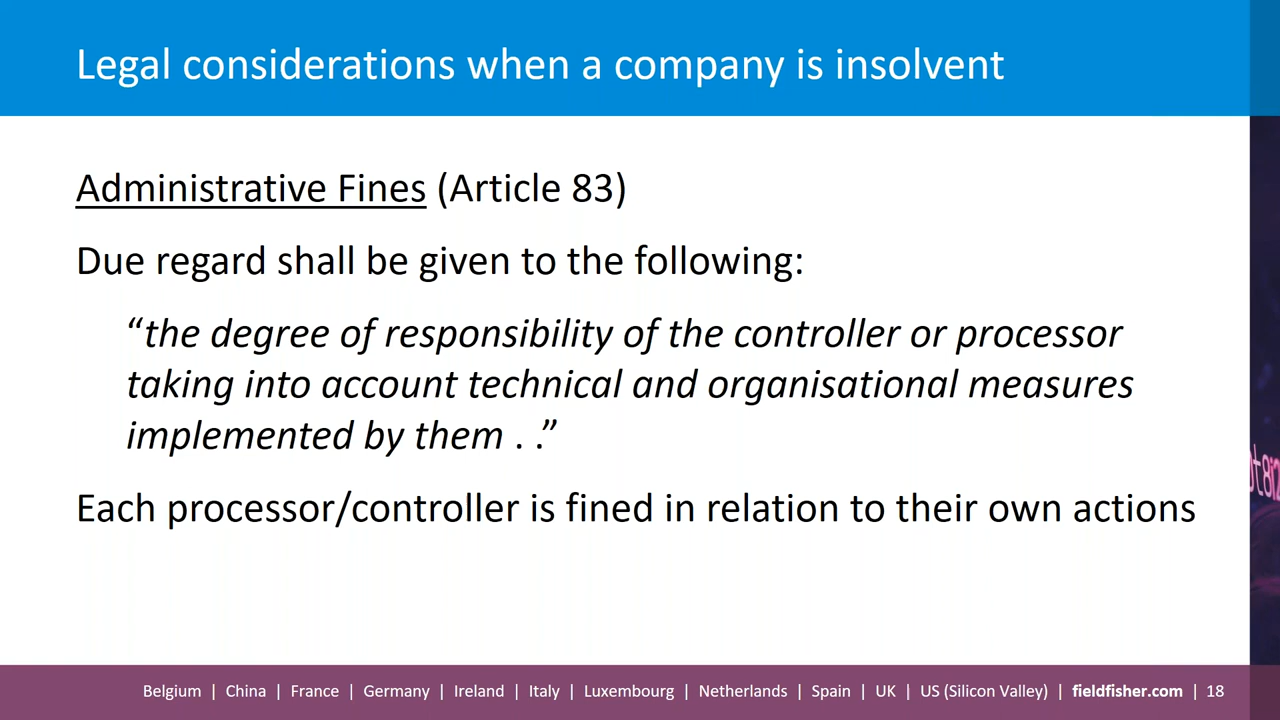 Legal considerations when a company is insolvent
Administrative Fines (Article 83)
Due regard shall be given to the following:
“the degree of responsibility of the controller or processor
taking into account technical and organisational measures
implemented by them . .”
Each processor/controller is fined in relation to their own actions
Belgium | China | France | Germany | Ireland | Italy | Luxembourg | Netherlands | Spain | UK | US (Silicon Valley) | fieldfisher.com | 18